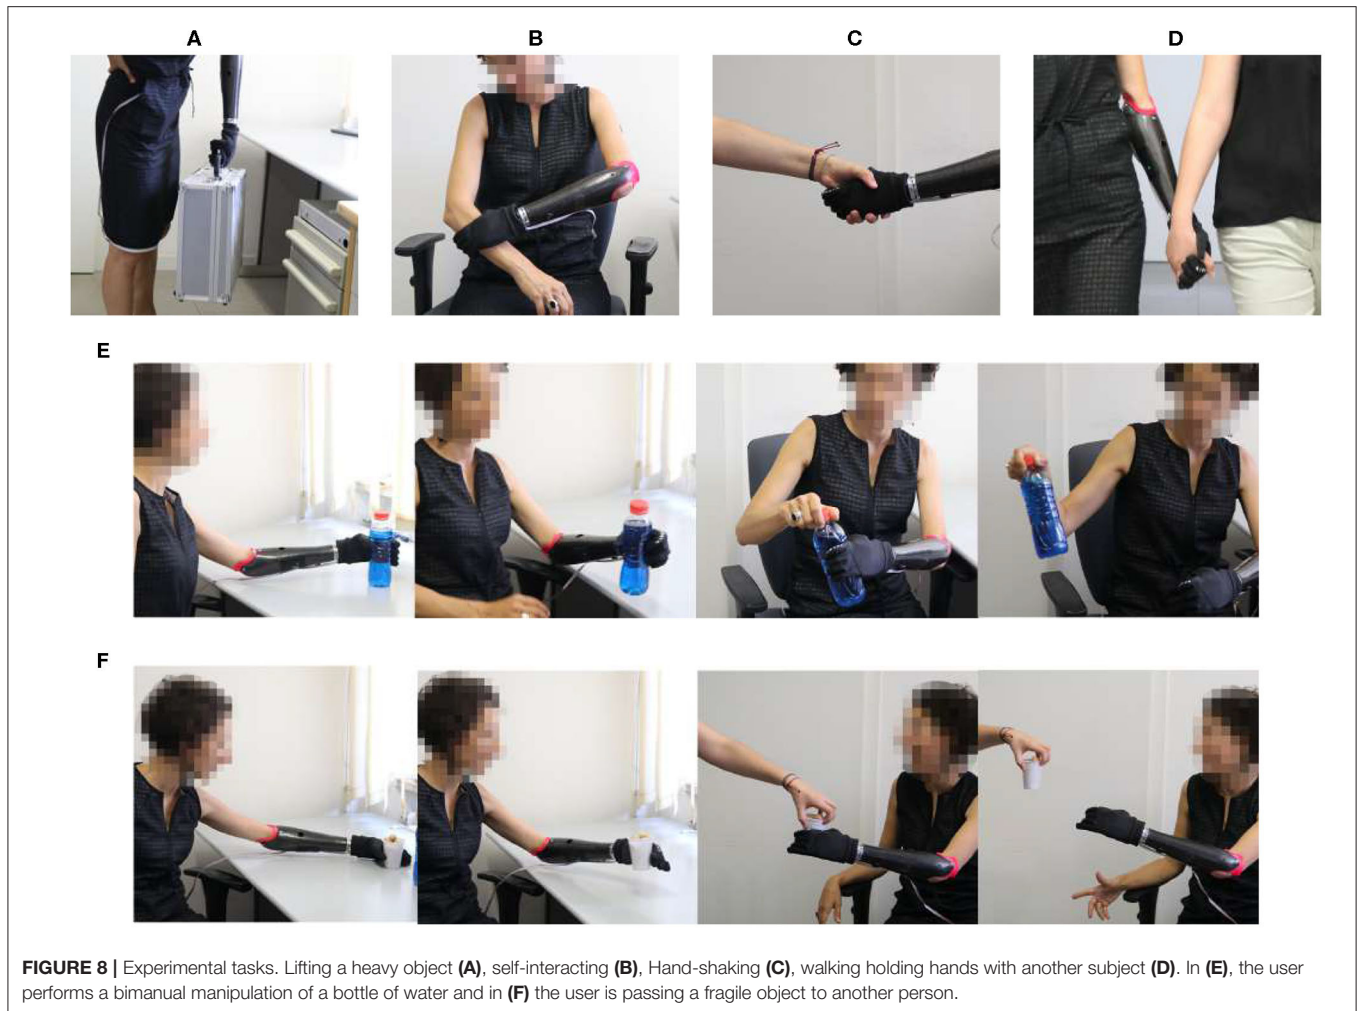 A
B
C
D
E
F
FIGURE 8 | Experimental tasks. Lifting a heavy object (A), self-interacting (B), Hand-shaking (C), walking holding hands with another subject (D). In (E), the user
performs a bimanual manipulation of a bottle of water and in (F) the user is passing a fragile object to another person.